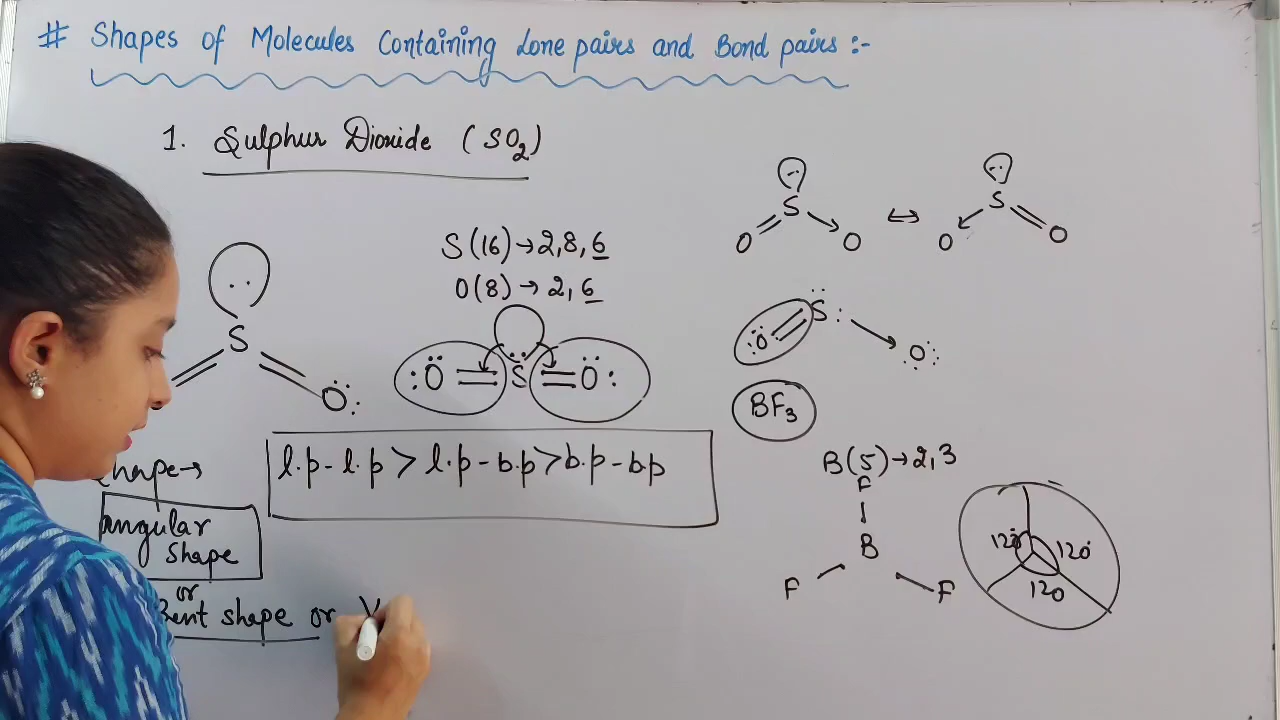 # Shapes of Molecules Containing Lone pairs and Bond pairs :-
1. Sulphur Dioxide (SO2)
S
O
S(16)→2,8,6
O(8)→2,6
O = S = O
l.p-l.p > l.p-b.p > b.p-b.p
Shape→
angular
Shape
or
Bent shape or V
S ↔ S
O O O O
O S O
BF3
B(5)→2,3
F
B
F F
120° 120°
120